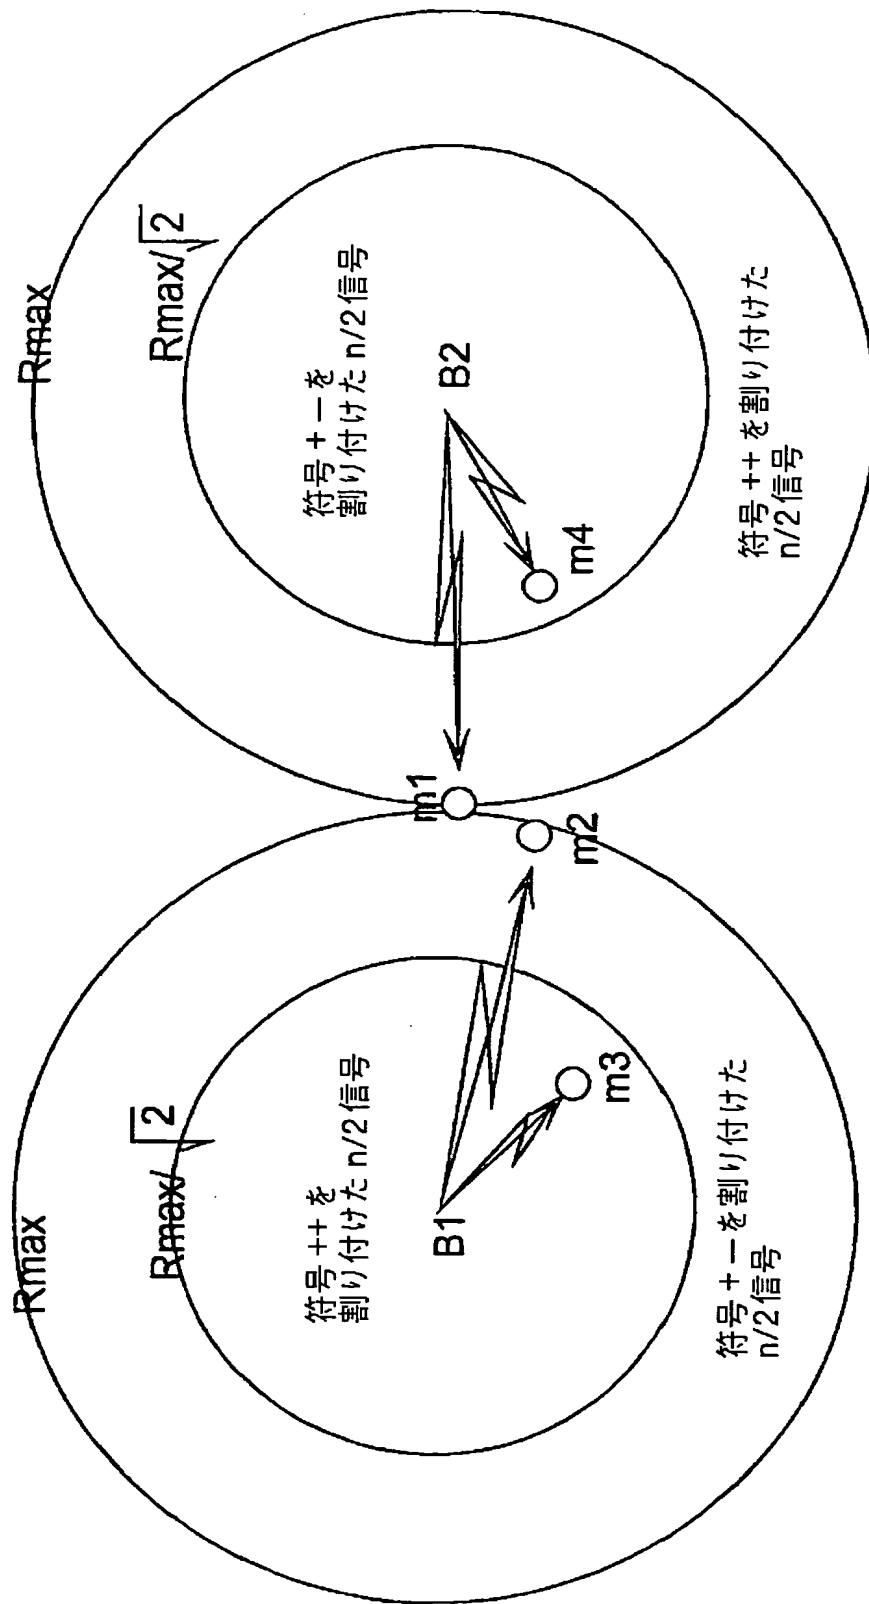 Rmax
Rmax/√2
符号++を
割り付けたn/2信号
B1
m3
符号+−を割り付けた
n/2信号
m1
m2
Rmax
Rmax/√2
符号+−を
割り付けたn/2信号
B2
m4
符号++を割り付けた
n/2信号